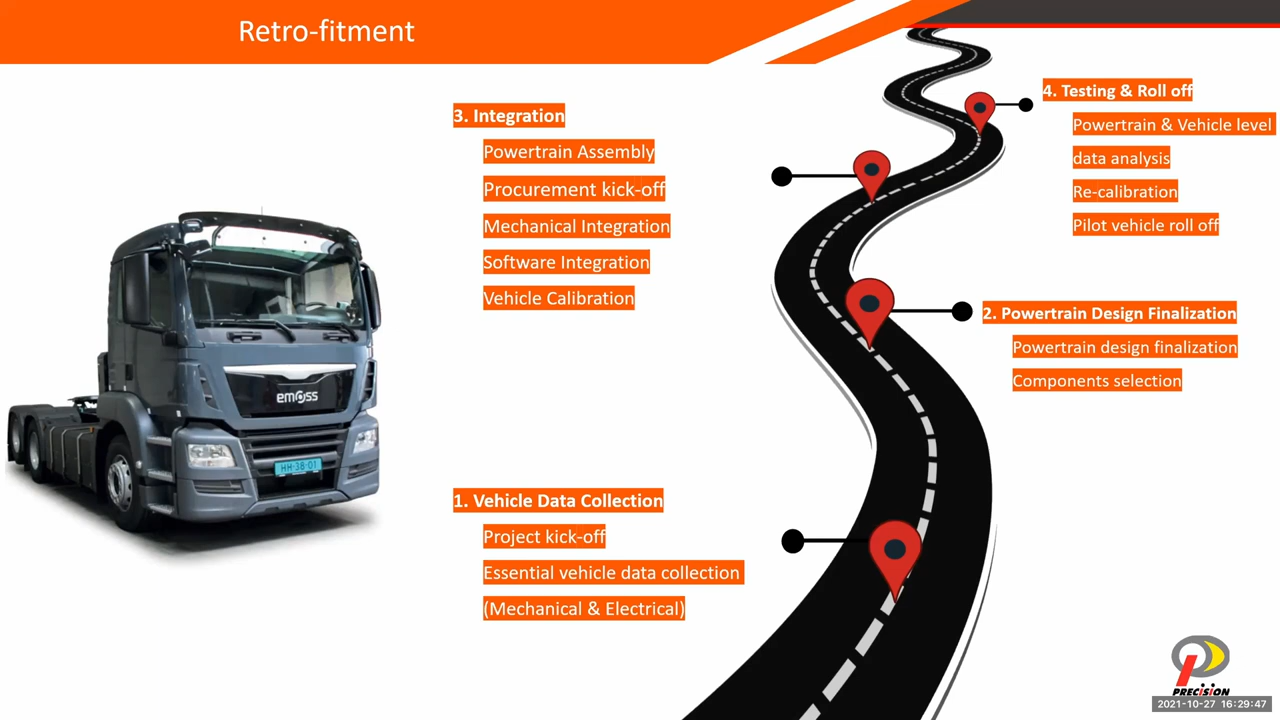 Retro-fitment
3. Integration
Powertrain Assembly
Procurement kick-off
Mechanical Integration
Software Integration
Vehicle Calibration
4. Testing & Roll off
Powertrain & Vehicle level
data analysis
Re-calibration
Pilot vehicle roll off
2. Powertrain Design Finalization
Powertrain design finalization
Components selection
emoss
HH-38-01
1. Vehicle Data Collection
Project kick-off
Essential vehicle data collection
(Mechanical & Electrical)
PRECISION
2021-10-27 16:29:47